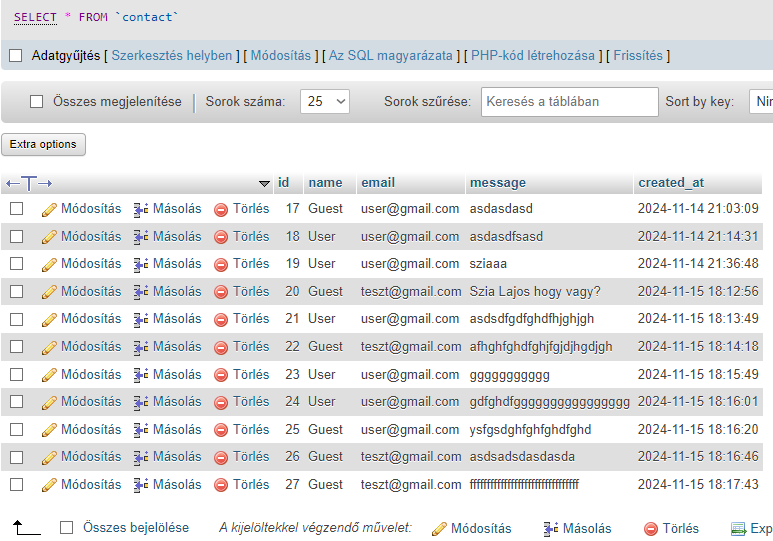 SELECT * FROM `contact`
Adatgyűjtés [ Szerkesztés helyben ] [ Módosítás ] [ Az SQL magyarázata ] [ PHP-kód létrehozása ] [ Frissítés ]
Összes megjelenítése | Sorok száma: 25 Sorok szűrése: Keresés a táblában Sort by key: Nin
Extra options
←T→ id name email message created_at
Módosítás Másolás Törlés 17 Guest user@gmail.com asdasdasd 2024-11-14 21:03:09
Módosítás Másolás Törlés 18 User user@gmail.com asdasdfsasd 2024-11-14 21:14:31
Módosítás Másolás Törlés 19 User user@gmail.com sziaaa 2024-11-14 21:36:48
Módosítás Másolás Törlés 20 Guest teszt@gmail.com Szia Lajos hogy vagy? 2024-11-15 18:12:56
Módosítás Másolás Törlés 21 User user@gmail.com asdsdfgdfghdfhjghjgh 2024-11-15 18:13:49
Módosítás Másolás Törlés 22 Guest teszt@gmail.com afhghfghdfghjfgjdjhgdjgh 2024-11-15 18:14:18
Módosítás Másolás Törlés 23 User user@gmail.com ggggggggggg 2024-11-15 18:15:49
Módosítás Másolás Törlés 24 User user@gmail.com gdfghdfggggggggggggggggg 2024-11-15 18:16:01
Módosítás Másolás Törlés 25 Guest user@gmail.com ysfgsdghfghfghdfghd 2024-11-15 18:16:20
Módosítás Másolás Törlés 26 Guest teszt@gmail.com asdsadsdasdasda 2024-11-15 18:16:46
Módosítás Másolás Törlés 27 Guest teszt@gmail.com 2024-11-15 18:17:43
Összes bejelölése A kijelöltekkel végzendő művelet: Módosítás Másolás Törlés Exp